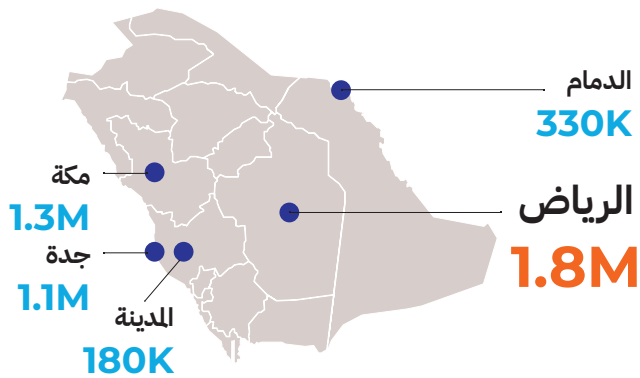 الدمام
330K
الرياض
1.8M
مكة
1.3M
جدة
1.1M
المدينة
180K